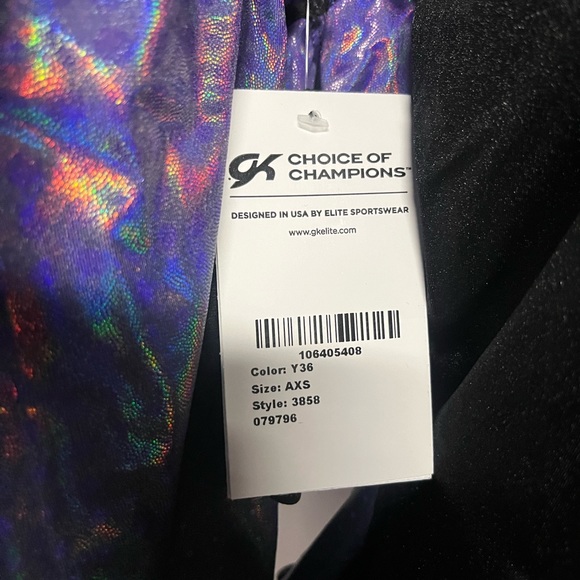 GK CHOICE OF
CHAMPIONS™
DESIGNED IN USA BY ELITE SPORTSWEAR
www.gkelite.com
106405408
Color: Y36
Size: AXS
Style: 3858
079796